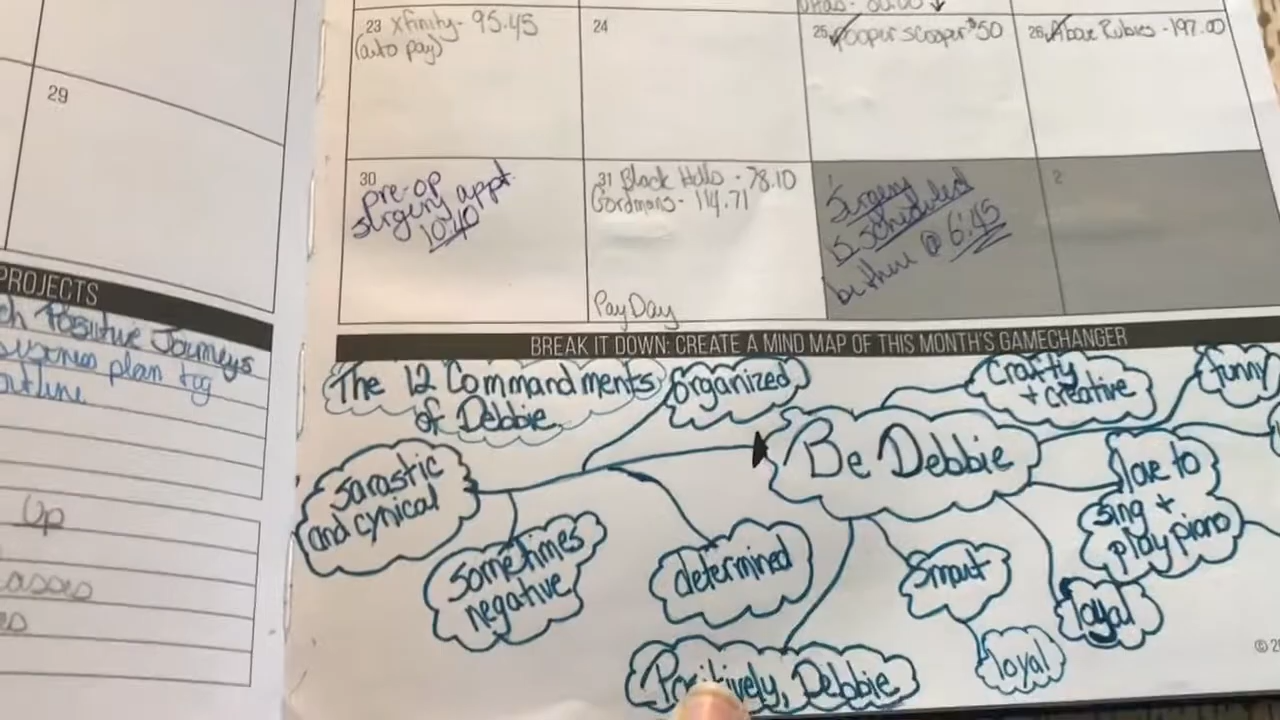 23 Xfinity- 95.45
(auto pay)
24
25 Pooper scooper $50
26 Above Rubies -197.00
29
30
pre-op
surgery appt.
10:40
31 Black Hills - 78.10
Gordmans- 114.71
PayDay
1
Surgery
is scheduled
be there @ 6:45
2
PROJECTS
Positive Journeys
plan
Up
BREAK IT DOWN: CREATE A MIND MAP OF THIS MONTH'S GAMECHANGER
The 12 Commandments
of Debbie
organized
Crafty
+ creative
funny
Be Debbie
Sarastic
and cynical
sometimes
negative
determined
Smart
love to
sing +
play piano
loyal
loyal
Positively, Debbie